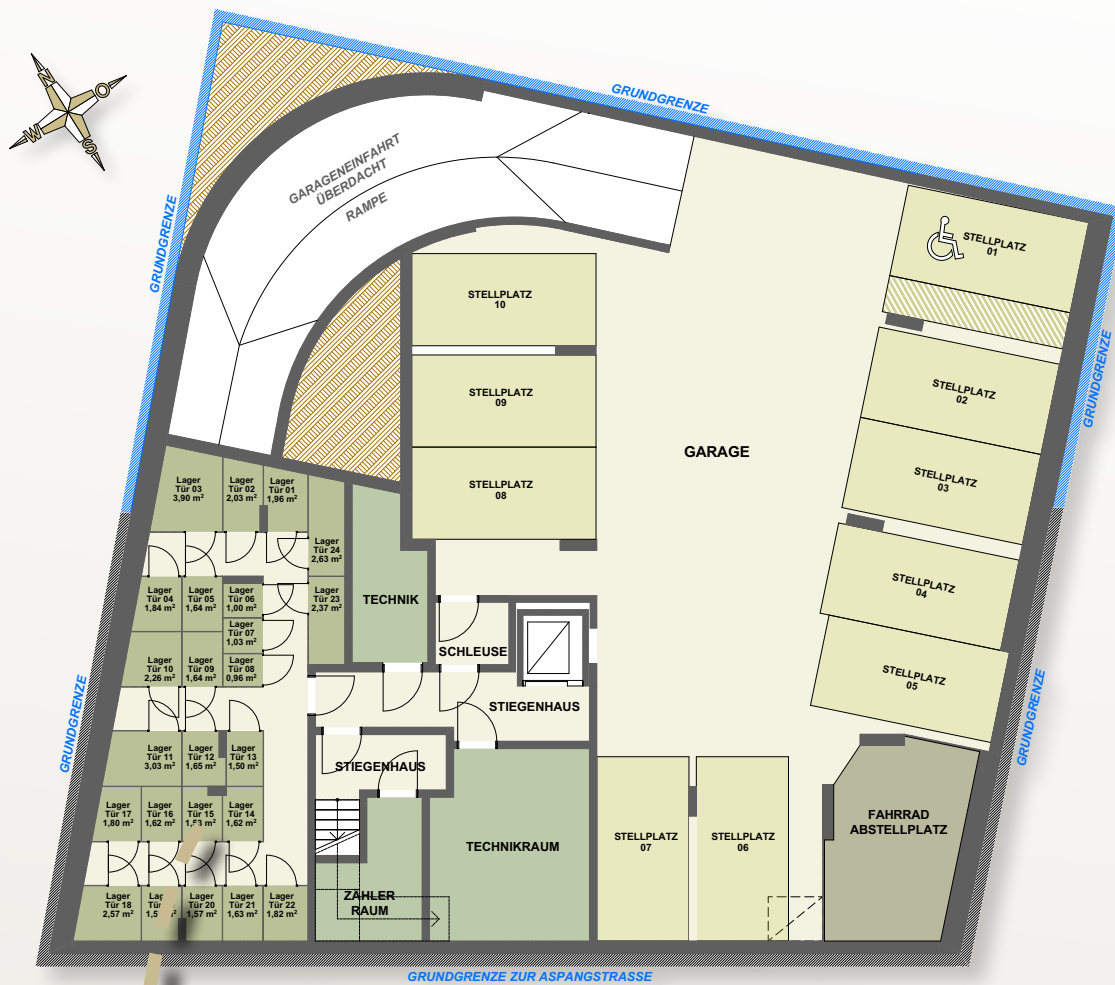 GRUNDGRENZE
N
O
W
S
GARAGENEINFAHRT
ÜBERDACHT
RAMPE
GRUNDGRENZE
STELLPLATZ
01
STELLPLATZ
10
GRUNDGRENZE
STELLPLATZ
02
STELLPLATZ
09
GARAGE
STELLPLATZ
03
STELLPLATZ
08
Lager
Tür 03
3,90 m²
Lager
Tür 02
2,03 m²
Lager
Tür 01
1,96 m²
Lager
Tür 24
2,63 m²
STELLPLATZ
04
Lager
Tür 04
1,84 m²
Lager
Tür 05
1,64 m²
Lager
Tür 06
1,00 m²
Lager
Tür 23
2,37 m²
TECHNIK
Lager
Tür 07
1,03 m²
SCHLEUSE
Lager
Tür 10
2,26 m²
Lager
Tür 09
1,64 m²
Lager
Tür 08
0,96 m²
STELLPLATZ
05
GRUNDGRENZE
STIEGENHAUS
GRUNDGRENZE
Lager
Tür 11
3,03 m²
Lager
Tür 12
1,65 m²
Lager
Tür 13
1,50 m²
STIEGENHAUS
Lager
Tür 17
1,80 m²
Lager
Tür 16
1,62 m²
Lager
Tür 15
1,53 m²
Lager
Tür 14
1,62 m²
TECHNIKRAUM
STELLPLATZ
07
STELLPLATZ
06
FAHRRAD
ABSTELLPLATZ
Lager
Tür 18
2,57 m²
Lager
Lager
Tür 20
1,57 m²
Lager
Tür 21
1,63 m²
Lager
Tür 22
1,82 m²
ZÄHLER
RAUM
GRUNDGRENZE ZUR ASPANGSTRASSE